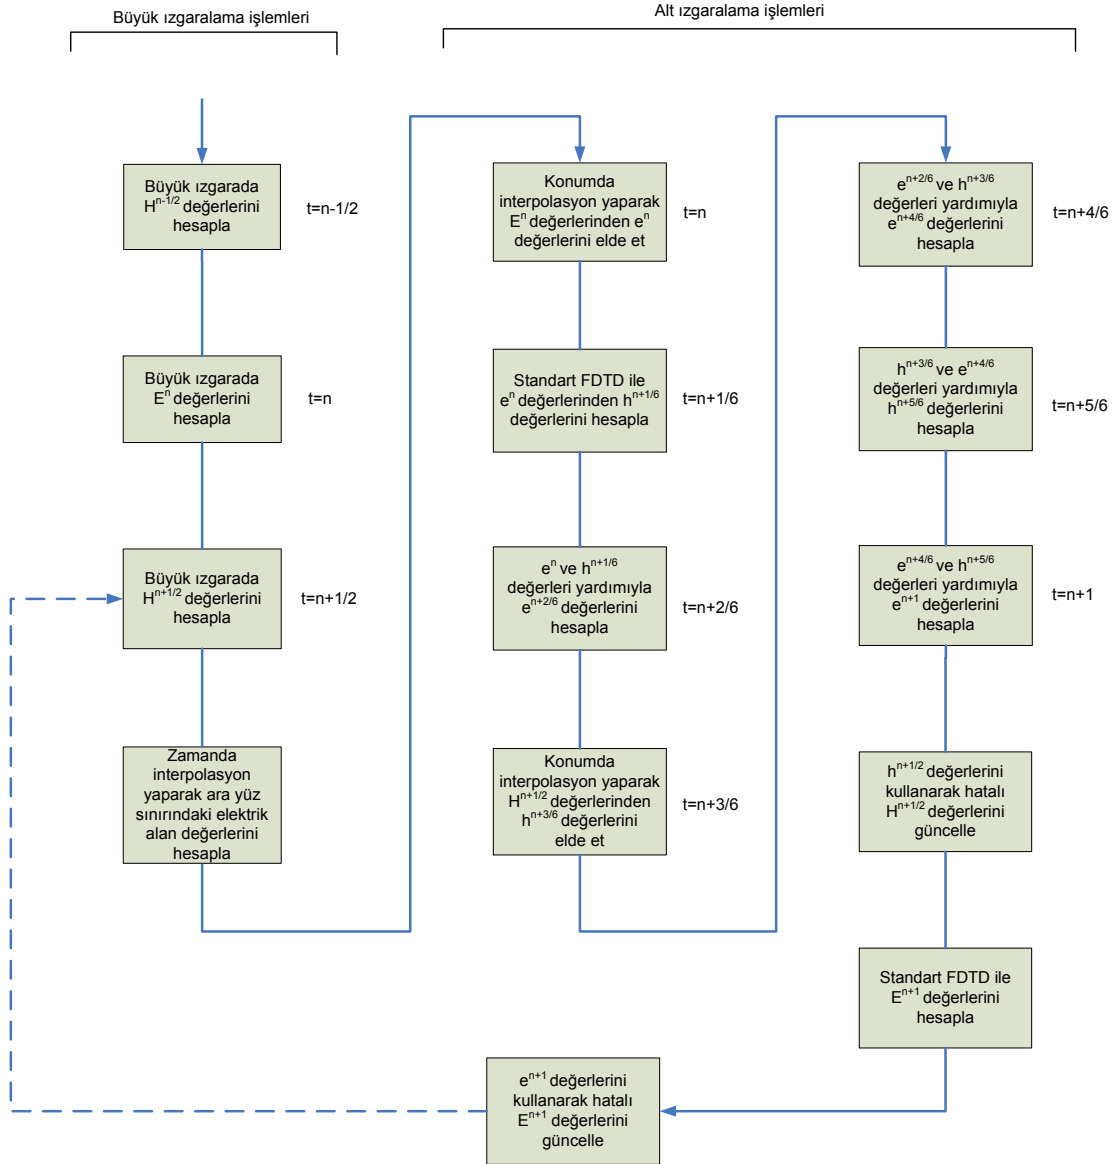 Büyük ızgaralama işlemleri
Alt ızgaralama işlemleri
Büyük ızgarada
H^{n-1/2} değerlerini
hesapla
t=n-1/2
Büyük ızgarada
E^{n} değerlerini
hesapla
t=n
Büyük ızgarada
H^{n+1/2} değerlerini
hesapla
t=n+1/2
Zamanda
interpolasyon
yaparak ara yüz
sınırındaki elektrik
alan değerlerini
hesapla
Konumda
interpolasyon yaparak
E^{n} değerlerinden e^{n}
değerlerini elde et
t=n
Standart FDTD ile
e^{n} değerlerinden h^{n+1/6}
değerlerini hesapla
t=n+1/6
e^{n} ve h^{n+1/6}
değerleri yardımıyla
e^{n+2/6} değerlerini
hesapla
t=n+2/6
Konumda
interpolasyon yaparak
H^{n+1/2} değerlerinden
h^{n+3/6} değerlerini
elde et
t=n+3/6
e^{n+2/6} ve h^{n+3/6}
değerleri yardımıyla
e^{n+4/6} değerlerini
hesapla
t=n+4/6
h^{n+3/6} ve e^{n+4/6}
değerleri yardımıyla
h^{n+5/6} değerlerini
hesapla
t=n+5/6
e^{n+4/6} ve h^{n+5/6}
değerleri yardımıyla
e^{n+1} değerlerini
hesapla
t=n+1
h^{n+1/2} değerlerini
kullanarak hatalı
H^{n+1/2} değerlerini
güncelle
Standart FDTD ile
E^{n+1} değerlerini
hesapla
e^{n+1} değerlerini
kullanarak hatalı
E^{n+1} değerlerini
güncelle